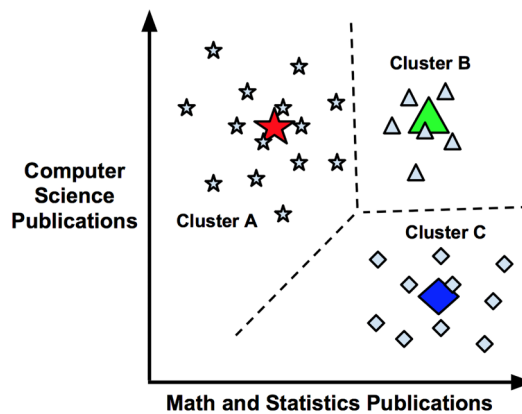 Cluster B
Computer
Science
Publications
Cluster A
Cluster C
Math and Statistics Publications